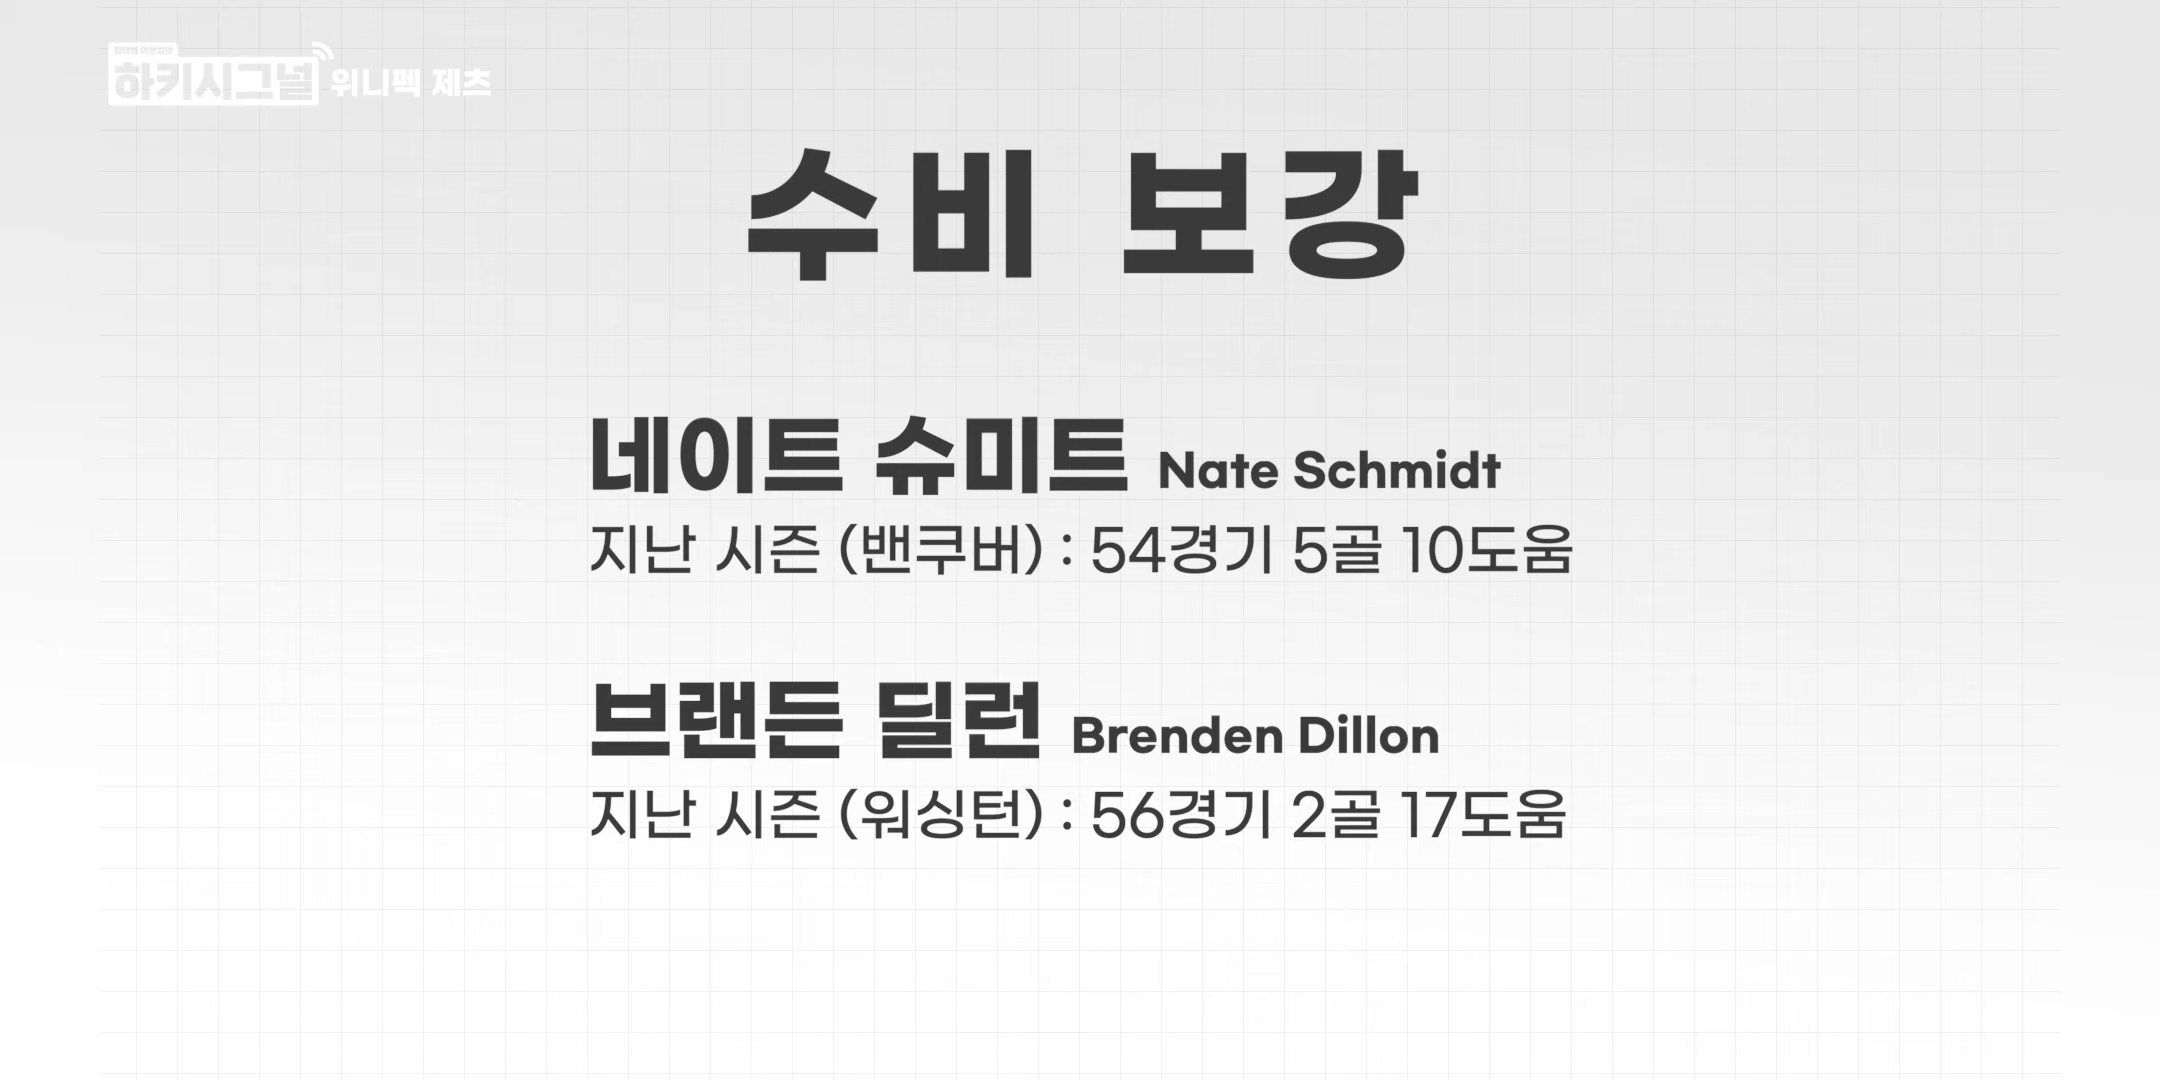 하키시그널 위니펙 제츠
수비 보강
네이트 슈미트 Nate Schmidt
지난 시즌 (밴쿠버) : 54경기 5골 10도움
브랜든 딜런 Brenden Dillon
지난 시즌 (워싱턴) : 56경기 2골 17도움